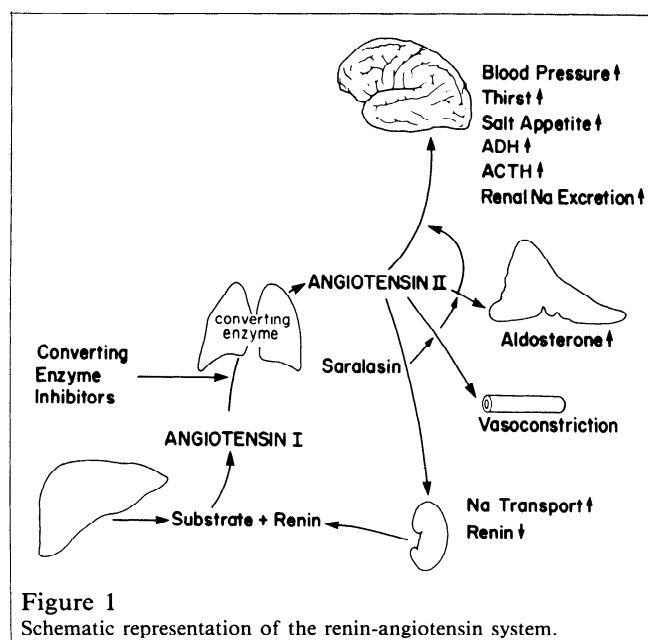 Blood Pressure↑
Thirst↑
Salt Appetite↑
ADH↑
ACTH↑
Renal Na Excretion↑
ANGIOTENSIN II
converting
enzyme
Aldosterone↑
Converting
Enzyme
Inhibitors
Saralasin
Vasoconstriction
ANGIOTENSIN I
Substrate + Renin
Na Transport↑
Renin↓
Figure 1
Schematic representation of the renin-angiotensin system.